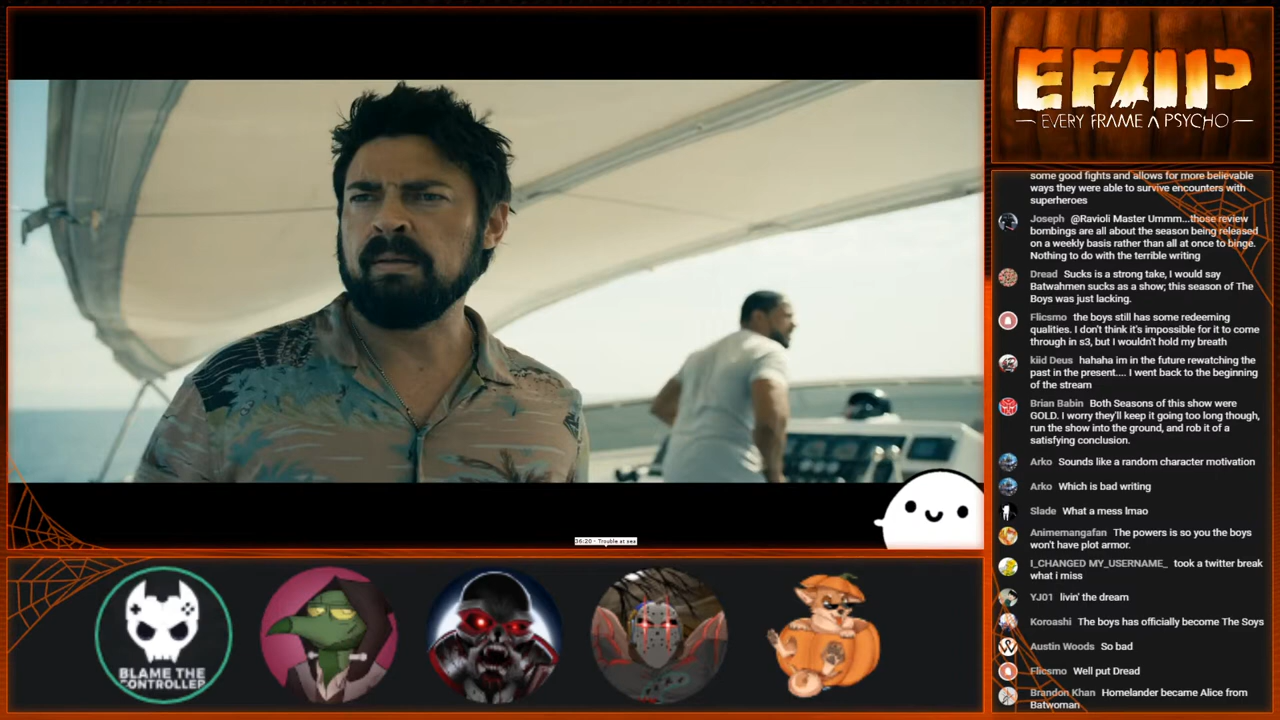 EFAP
EVERY FRAME A PSYCHO
some good fights and allows for more believable
ways they were able to survive encounters with
superheroes
Joseph @Ravioli Master Ummm...those review
bombings are all about the season being released
on a weekly basis rather than all at once to binge.
Nothing to do with the terrible writing
Dread Sucks is a strong take, I would say
Batwahmen sucks as a show; this season of The
Boys was just lacking.
Flicsmo the boys still has some redeeming
qualities. I don't think it's impossible for it to come
through in s3, but I wouldn't hold my breath
kiid Deus hahaha im in the future rewatching the
past in the present.... I went back to the beginning
of the stream
Brian Babin Both Seasons of this show were
GOLD. I worry they'll keep it going too long though,
run the show into the ground, and rob it of a
satisfying conclusion.
Arko Sounds like a random character motivation
Arko Which is bad writing
Slade What a mess lmao
Animemangafan The powers is so you the boys
won't have plot armor.
I_CHANGED MY_USERNAME_ took a twitter break
what i miss
YJ01 livin' the dream
Koroashi The boys has officially become The Soys
Austin Woods So bad
Flicsmo Well put Dread
Brandon Khan Homelander became Alice from
Batwoman
36:20 - Trouble at sea
BLAME THE
CONTROLLER